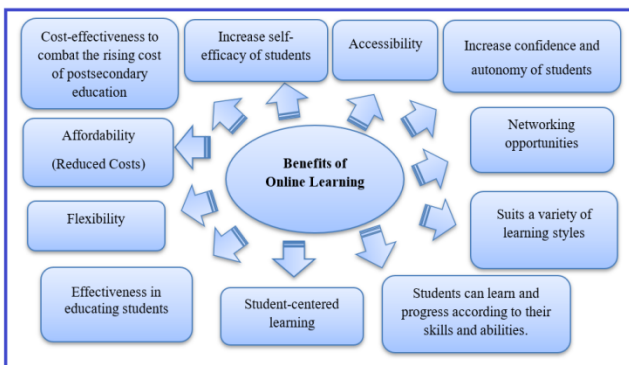 Cost-effectiveness to
combat the rising cost
of postsecondary
education
Increase self-
efficacy of students
Accessibility
Increase confidence and
autonomy of students
Affordability
(Reduced Costs)
Benefits of
Online Learning
Networking
opportunities
Flexibility
Suits a variety of
learning styles
Effectiveness in
educating students
Student-centered
learning
Students can learn and
progress according to their
skills and abilities.